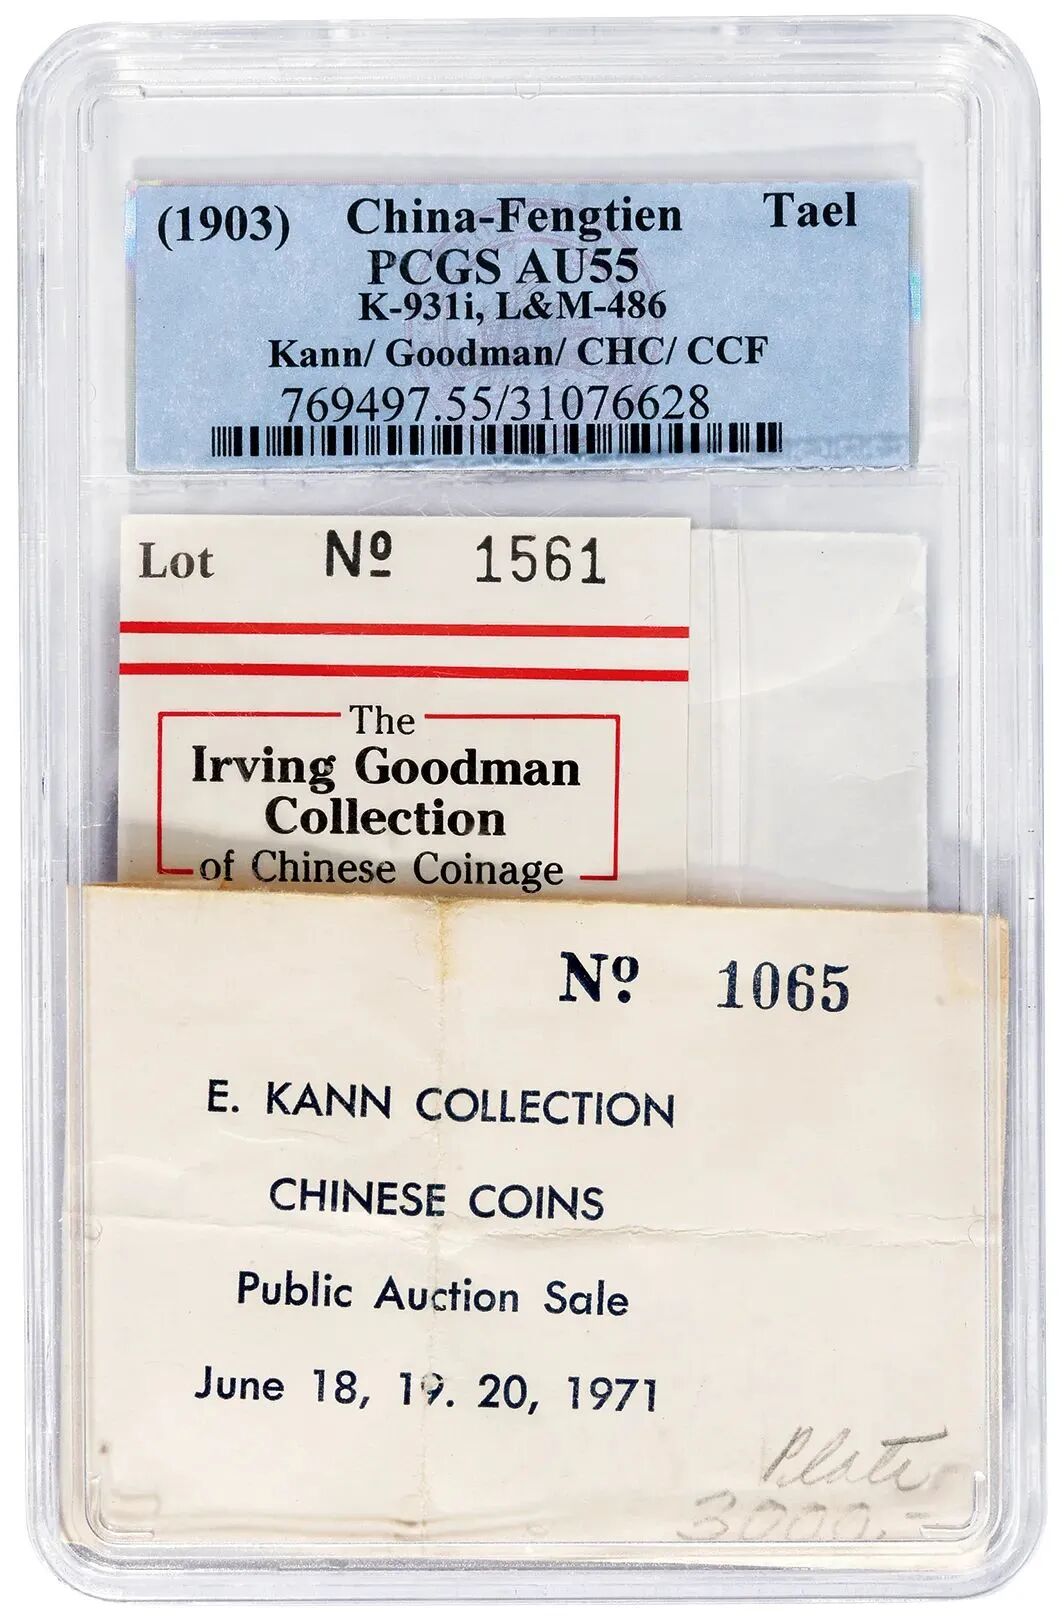 (1903) China-Fengtien Tael
PCGS AU55
K-931i, L&M-486
Kann/ Goodman/ CHC/ CCF
769497.55/31076628
Lot Nº 1561
The
Irving Goodman
Collection
of Chinese Coinage
Nº 1065
E. KANN COLLECTION
CHINESE COINS
Public Auction Sale
June 18, 19. 20, 1971
Plate
3000.-